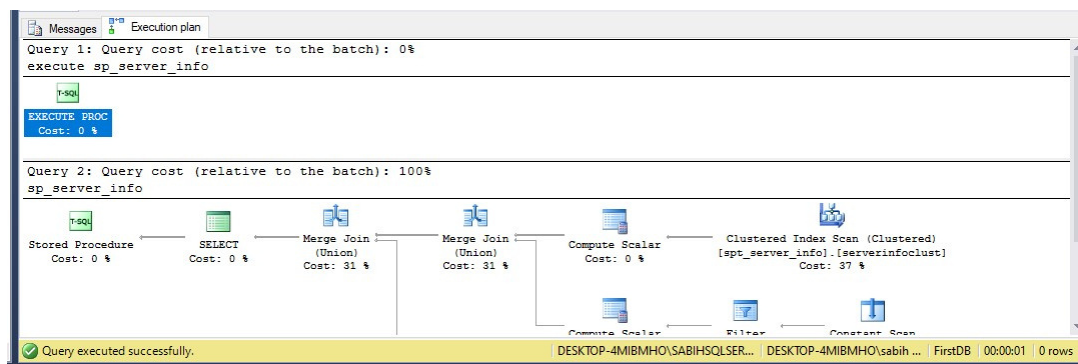 Messages Execution plan
Query 1: Query cost (relative to the batch): 0%
execute sp_server_info
T-SQL
EXECUTE PROC
Cost: 0 %
Query 2: Query cost (relative to the batch): 100%
sp_server_info
T-SQL
Stored Procedure
Cost: 0 %
SELECT
Cost: 0 %
Merge Join
(Union)
Cost: 31 %
Merge Join
(Union)
Cost: 31 %
Compute Scalar
Cost: 0 %
Clustered Index Scan (Clustered)
[spt_server_info].[serverinfoclust]
Cost: 37 %
Compute Scalar
Filter
Constant Scan
Query executed successfully.
DESKTOP-4MIBMHO\SABIHSQLSER...
DESKTOP-4MIBMHO\sabih ...
FirstDB
00:00:01
0 rows